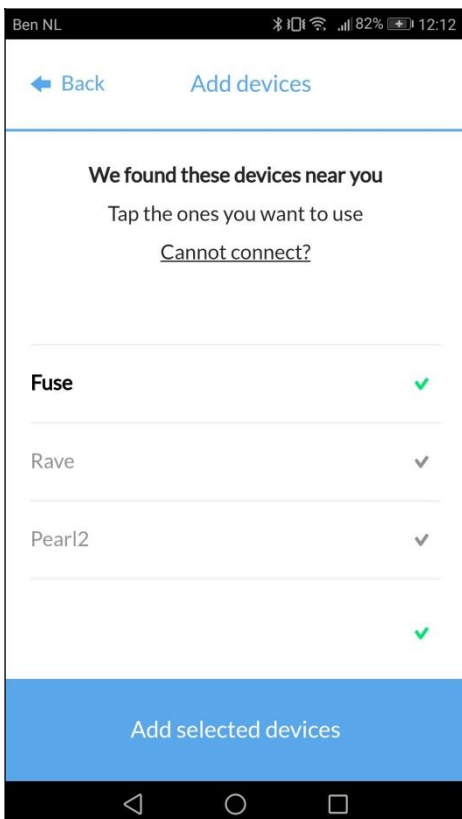 Ben NL 82% 12:12
Back Add devices
We found these devices near you
Tap the ones you want to use
Cannot connect?
Fuse
Rave
Pearl2
Add selected devices